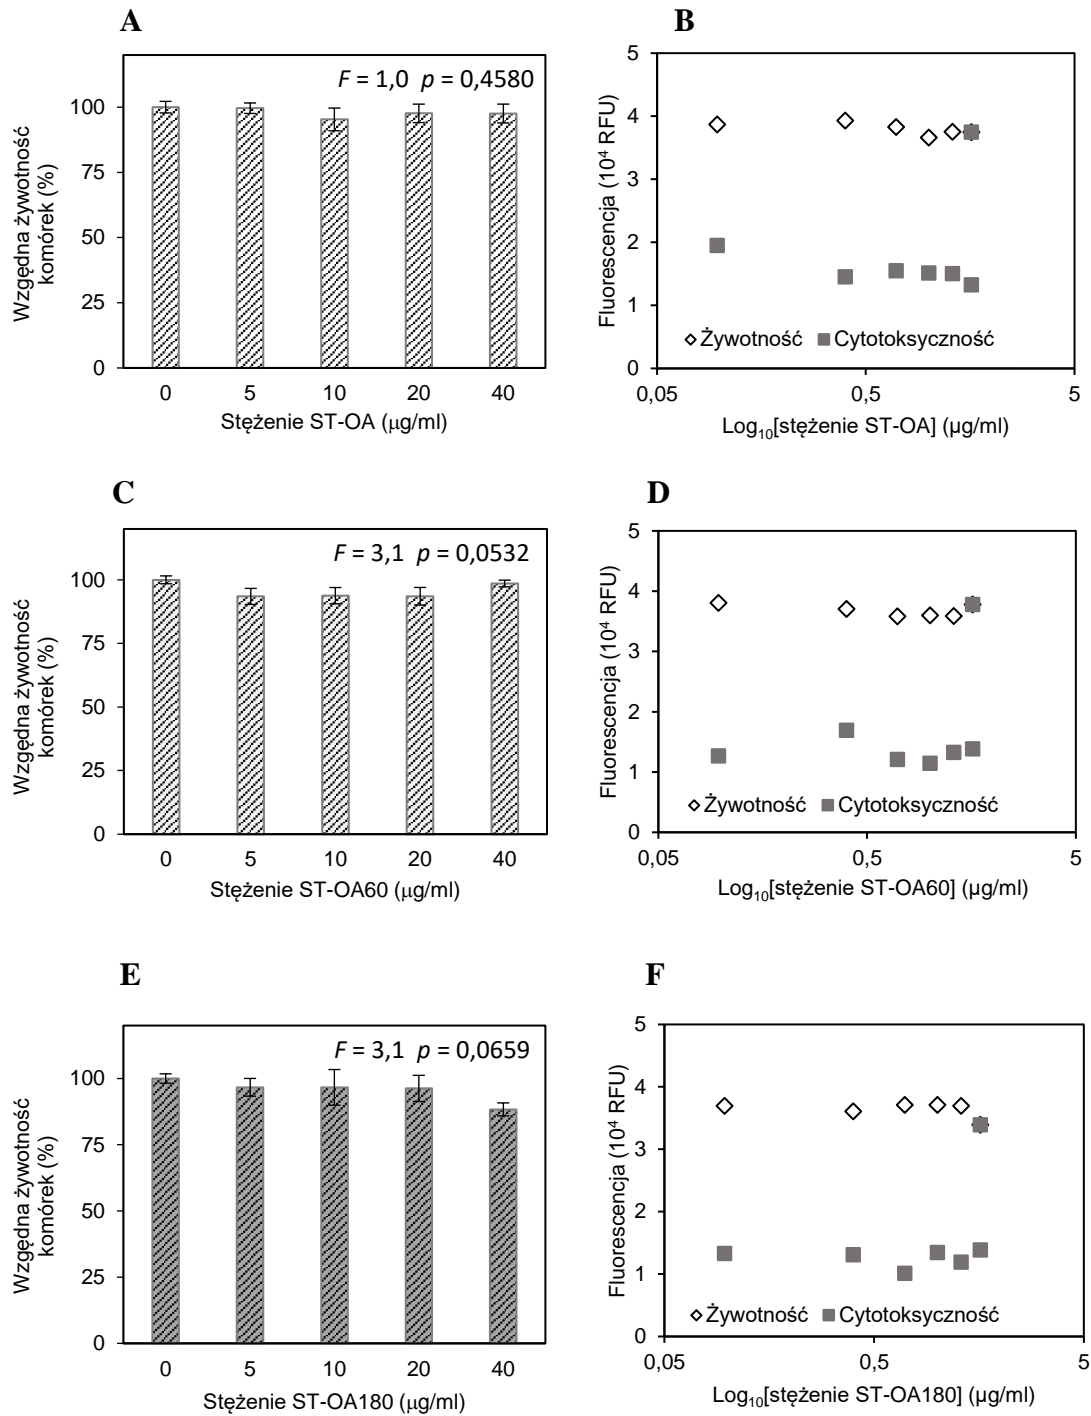 A
F = 1,0 p = 0,4580
100
75
50
25
0
Wzgędna żywotność
komórek (%)
0 5 10 20 40
Stężenie ST-OA (µg/ml)
B
5
4
3
2
1
0
Fluorescencja (10⁴ RFU)
Żywotność Cytotoksyczność
0,05 0,5 5
Log₁₀[stężenie ST-OA] (µg/ml)
C
F = 3,1 p = 0,0532
100
75
50
25
0
Wzgędna żywotność
komórek (%)
0 5 10 20 40
Stężenie ST-OA60 (µg/ml)
D
5
4
3
2
1
0
Fluorescencja (10⁴ RFU)
Żywotność Cytotoksyczność
0,05 0,5 5
Log₁₀[stężenie ST-OA60] (µg/ml)
E
F = 3,1 p = 0,0659
100
75
50
25
0
Wzgędna żywotność
komórek (%)
0 5 10 20 40
Stężenie ST-OA180 (µg/ml)
F
5
4
3
2
1
0
Fluorescencja (10⁴ RFU)
Żywotność Cytotoksyczność
0,05 0,5 5
Log₁₀[stężenie ST-OA180] (µg/ml)